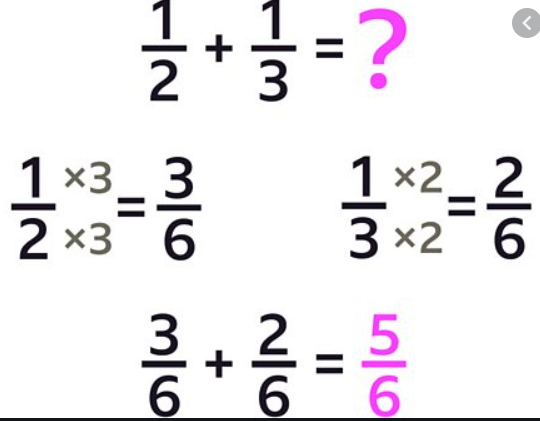 1/2 + 1/3 = ?
1/2 ×3/×3 = 3/6
1/3 ×2/×2 = 2/6
3/6 + 2/6 = 5/6